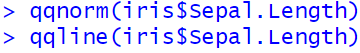 > qqnorm(iris$Sepal.Length)
> qqline(iris$Sepal.Length)